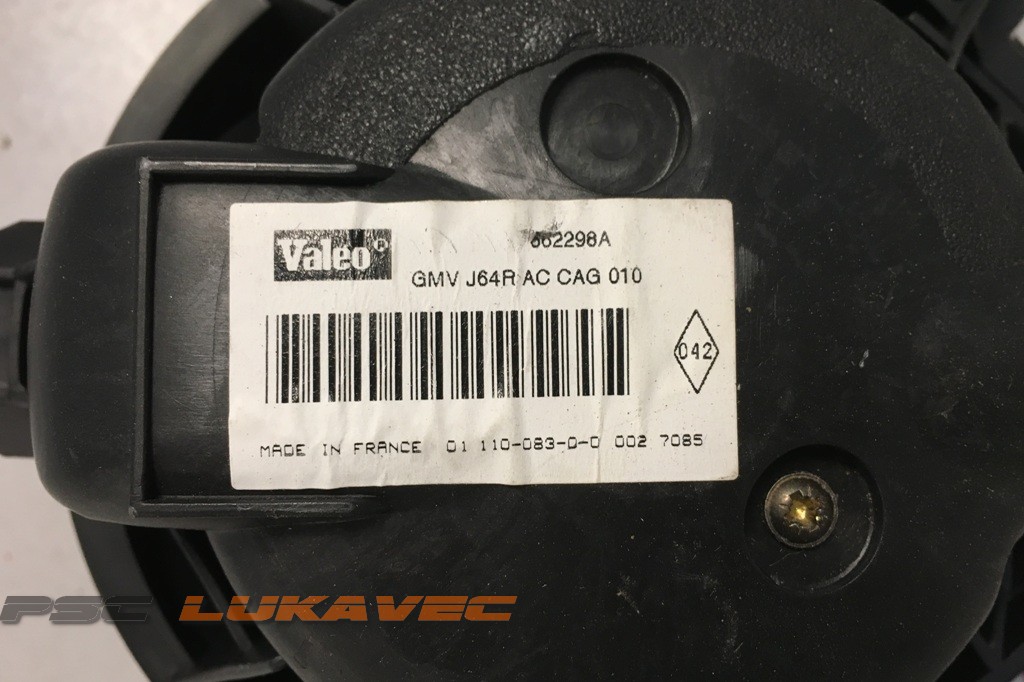 Valeo®
662298A
GMV J64R AC CAG 010
042
MADE IN FRANCE 01 110-083-0-0 002 7085
PSC LUKAVEC